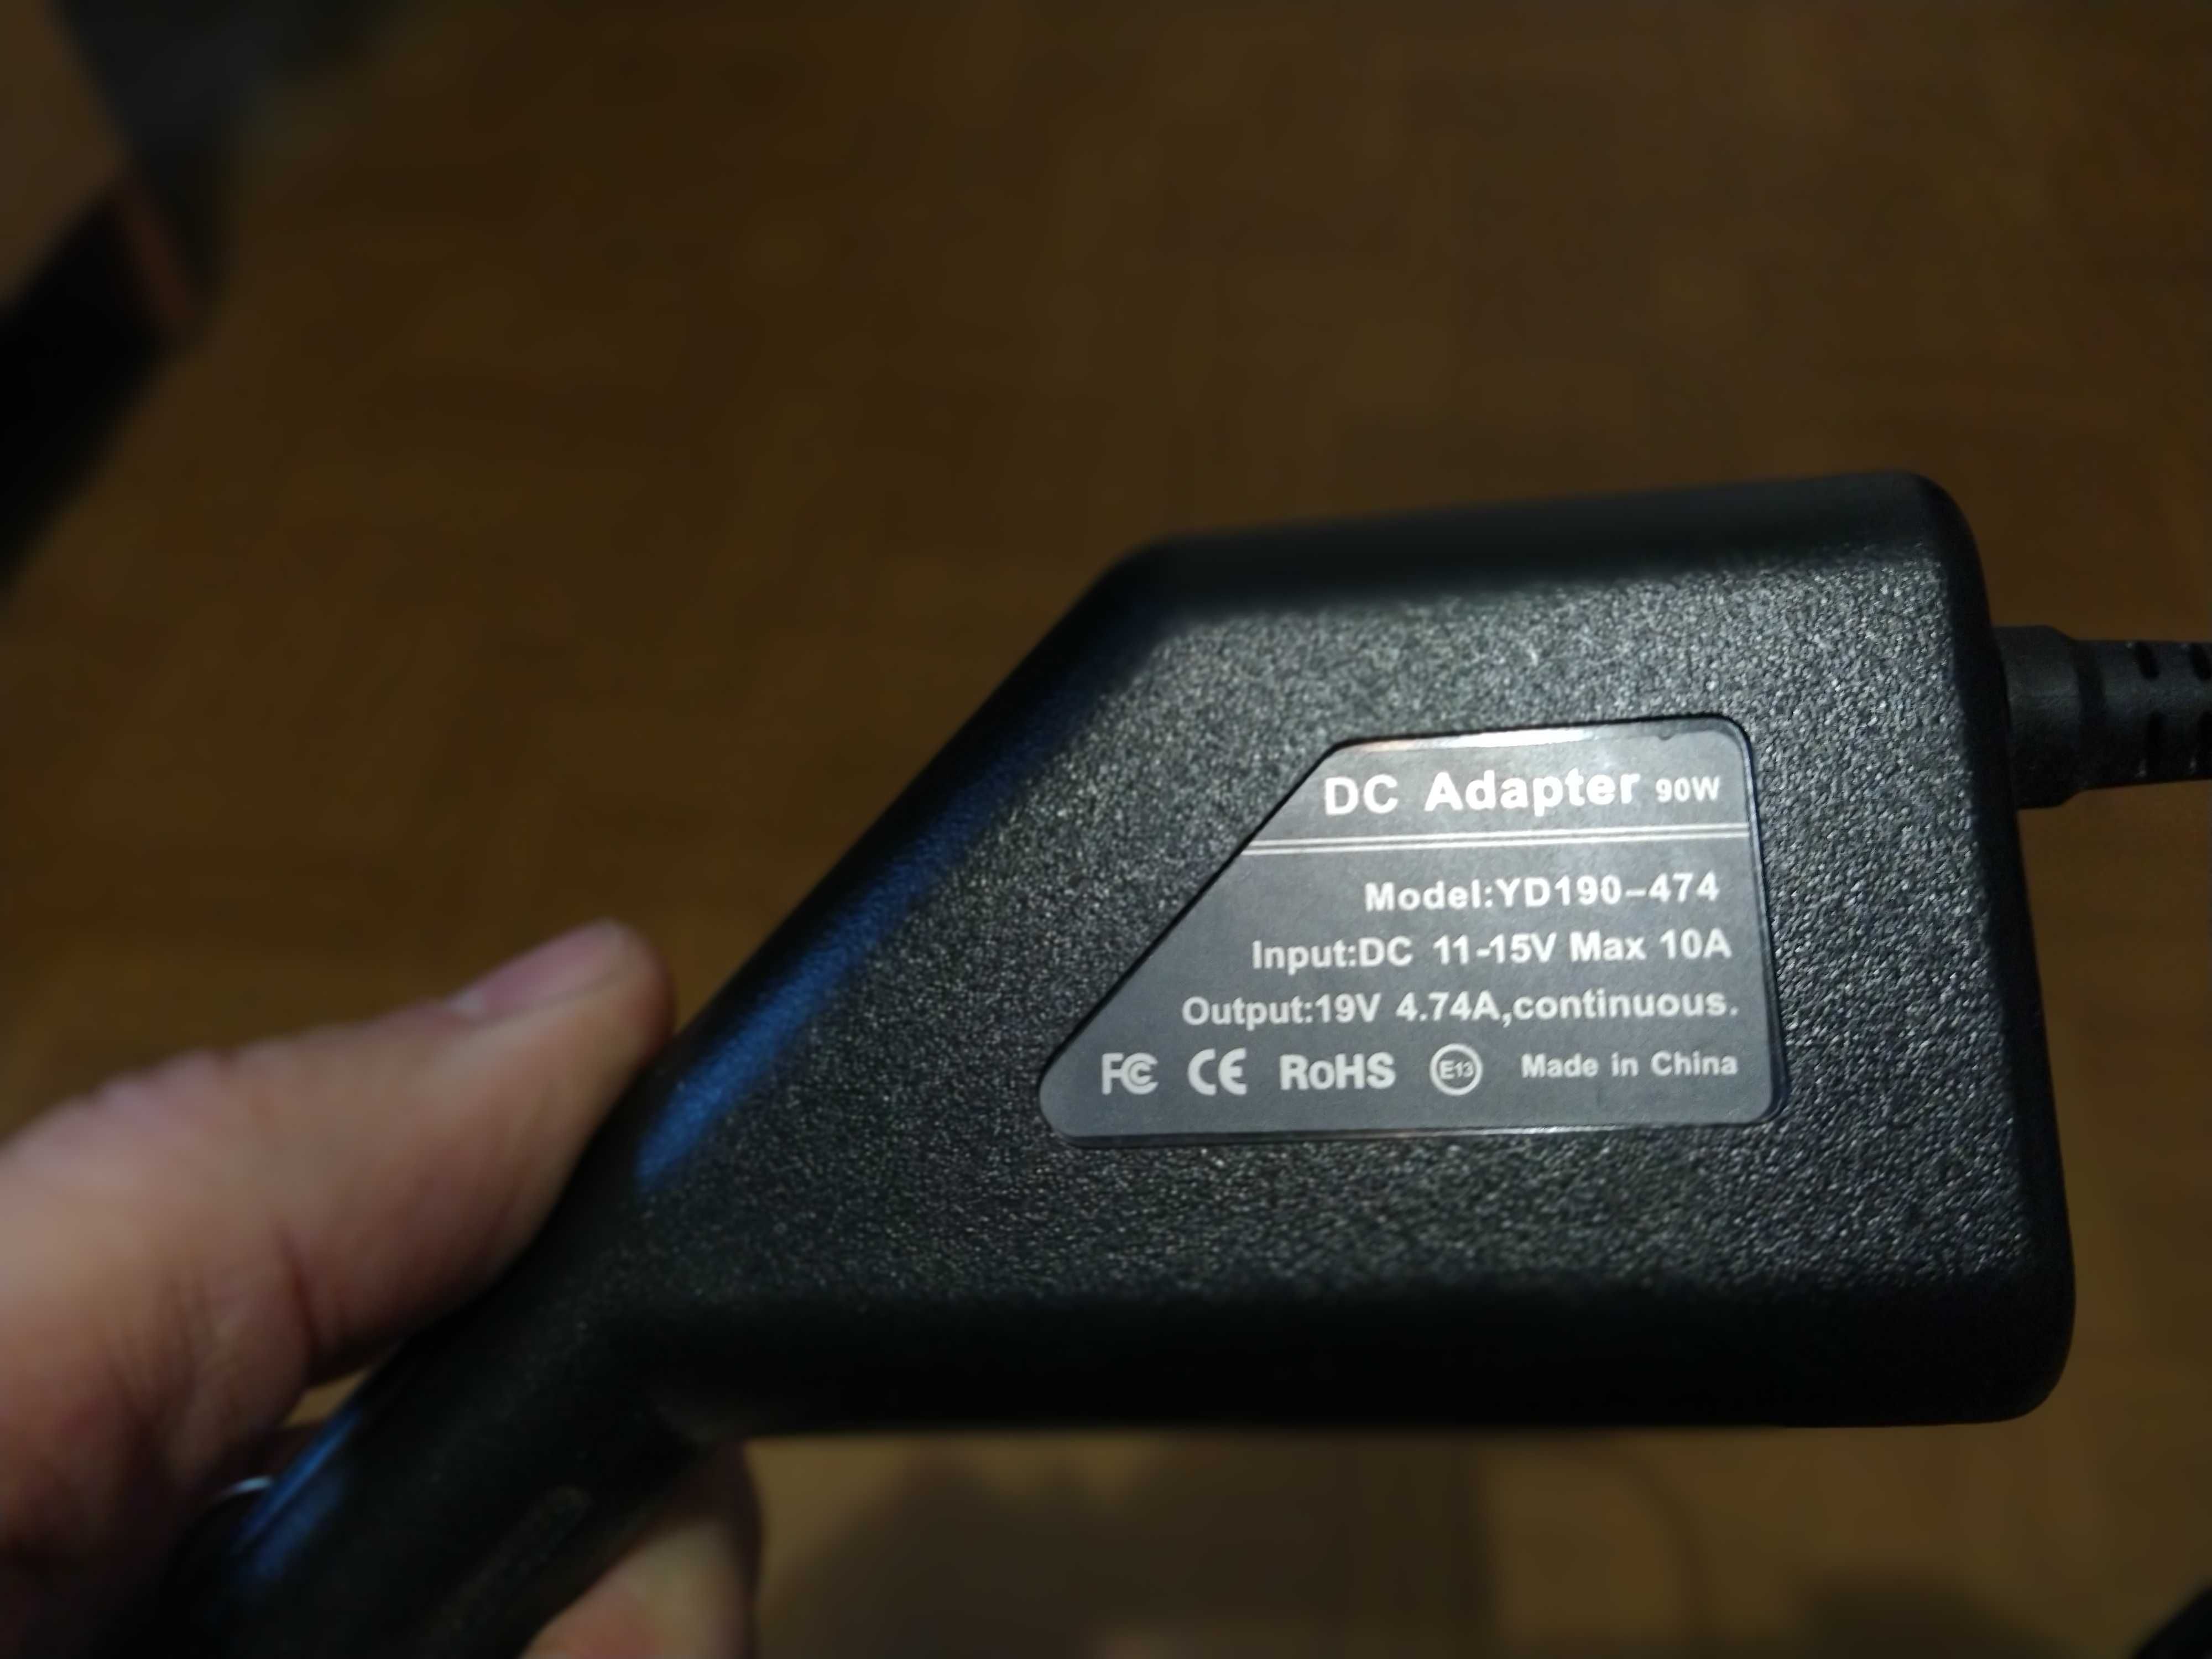 DC Adapter 90W
Model:YD190-474
Input:DC 11-15V Max 10A
Output:19V 4.74A,continuous.
FC CE RoHS E13 Made in China